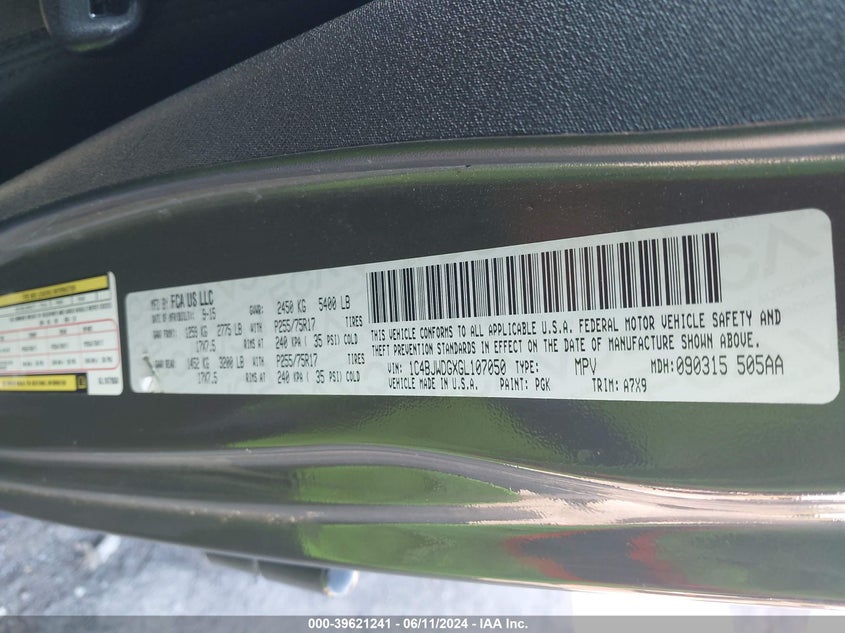 MFD BY FCA US LLC
DATE OF MFR 9-15 GVWR: 2450 KG 5400 LB
GAWR FRONT: 1259 KG 2775 LB WITH P255/75R17 TIRES
17X7.5 RIMS AT 240 KPA ( 35 PSI) COLD
GAWR REAR: 1452 KG 3200 LB WITH P255/75R17 TIRES
17X7.5 RIMS AT 240 KPA ( 35 PSI) COLD
THIS VEHICLE CONFORMS TO ALL APPLICABLE U.S.A. FEDERAL MOTOR VEHICLE SAFETY AND
THEFT PREVENTION STANDARDS IN EFFECT ON THE DATE OF MANUFACTURE SHOWN ABOVE.
VIN: 1C4BJWDGXGL107050 TYPE: MPV MDH:090315 505AA
MADE IN U.S.A. PAINT: PGK TRIM: A7X9
000-39621241 - 06/11/2024 - IAA Inc.